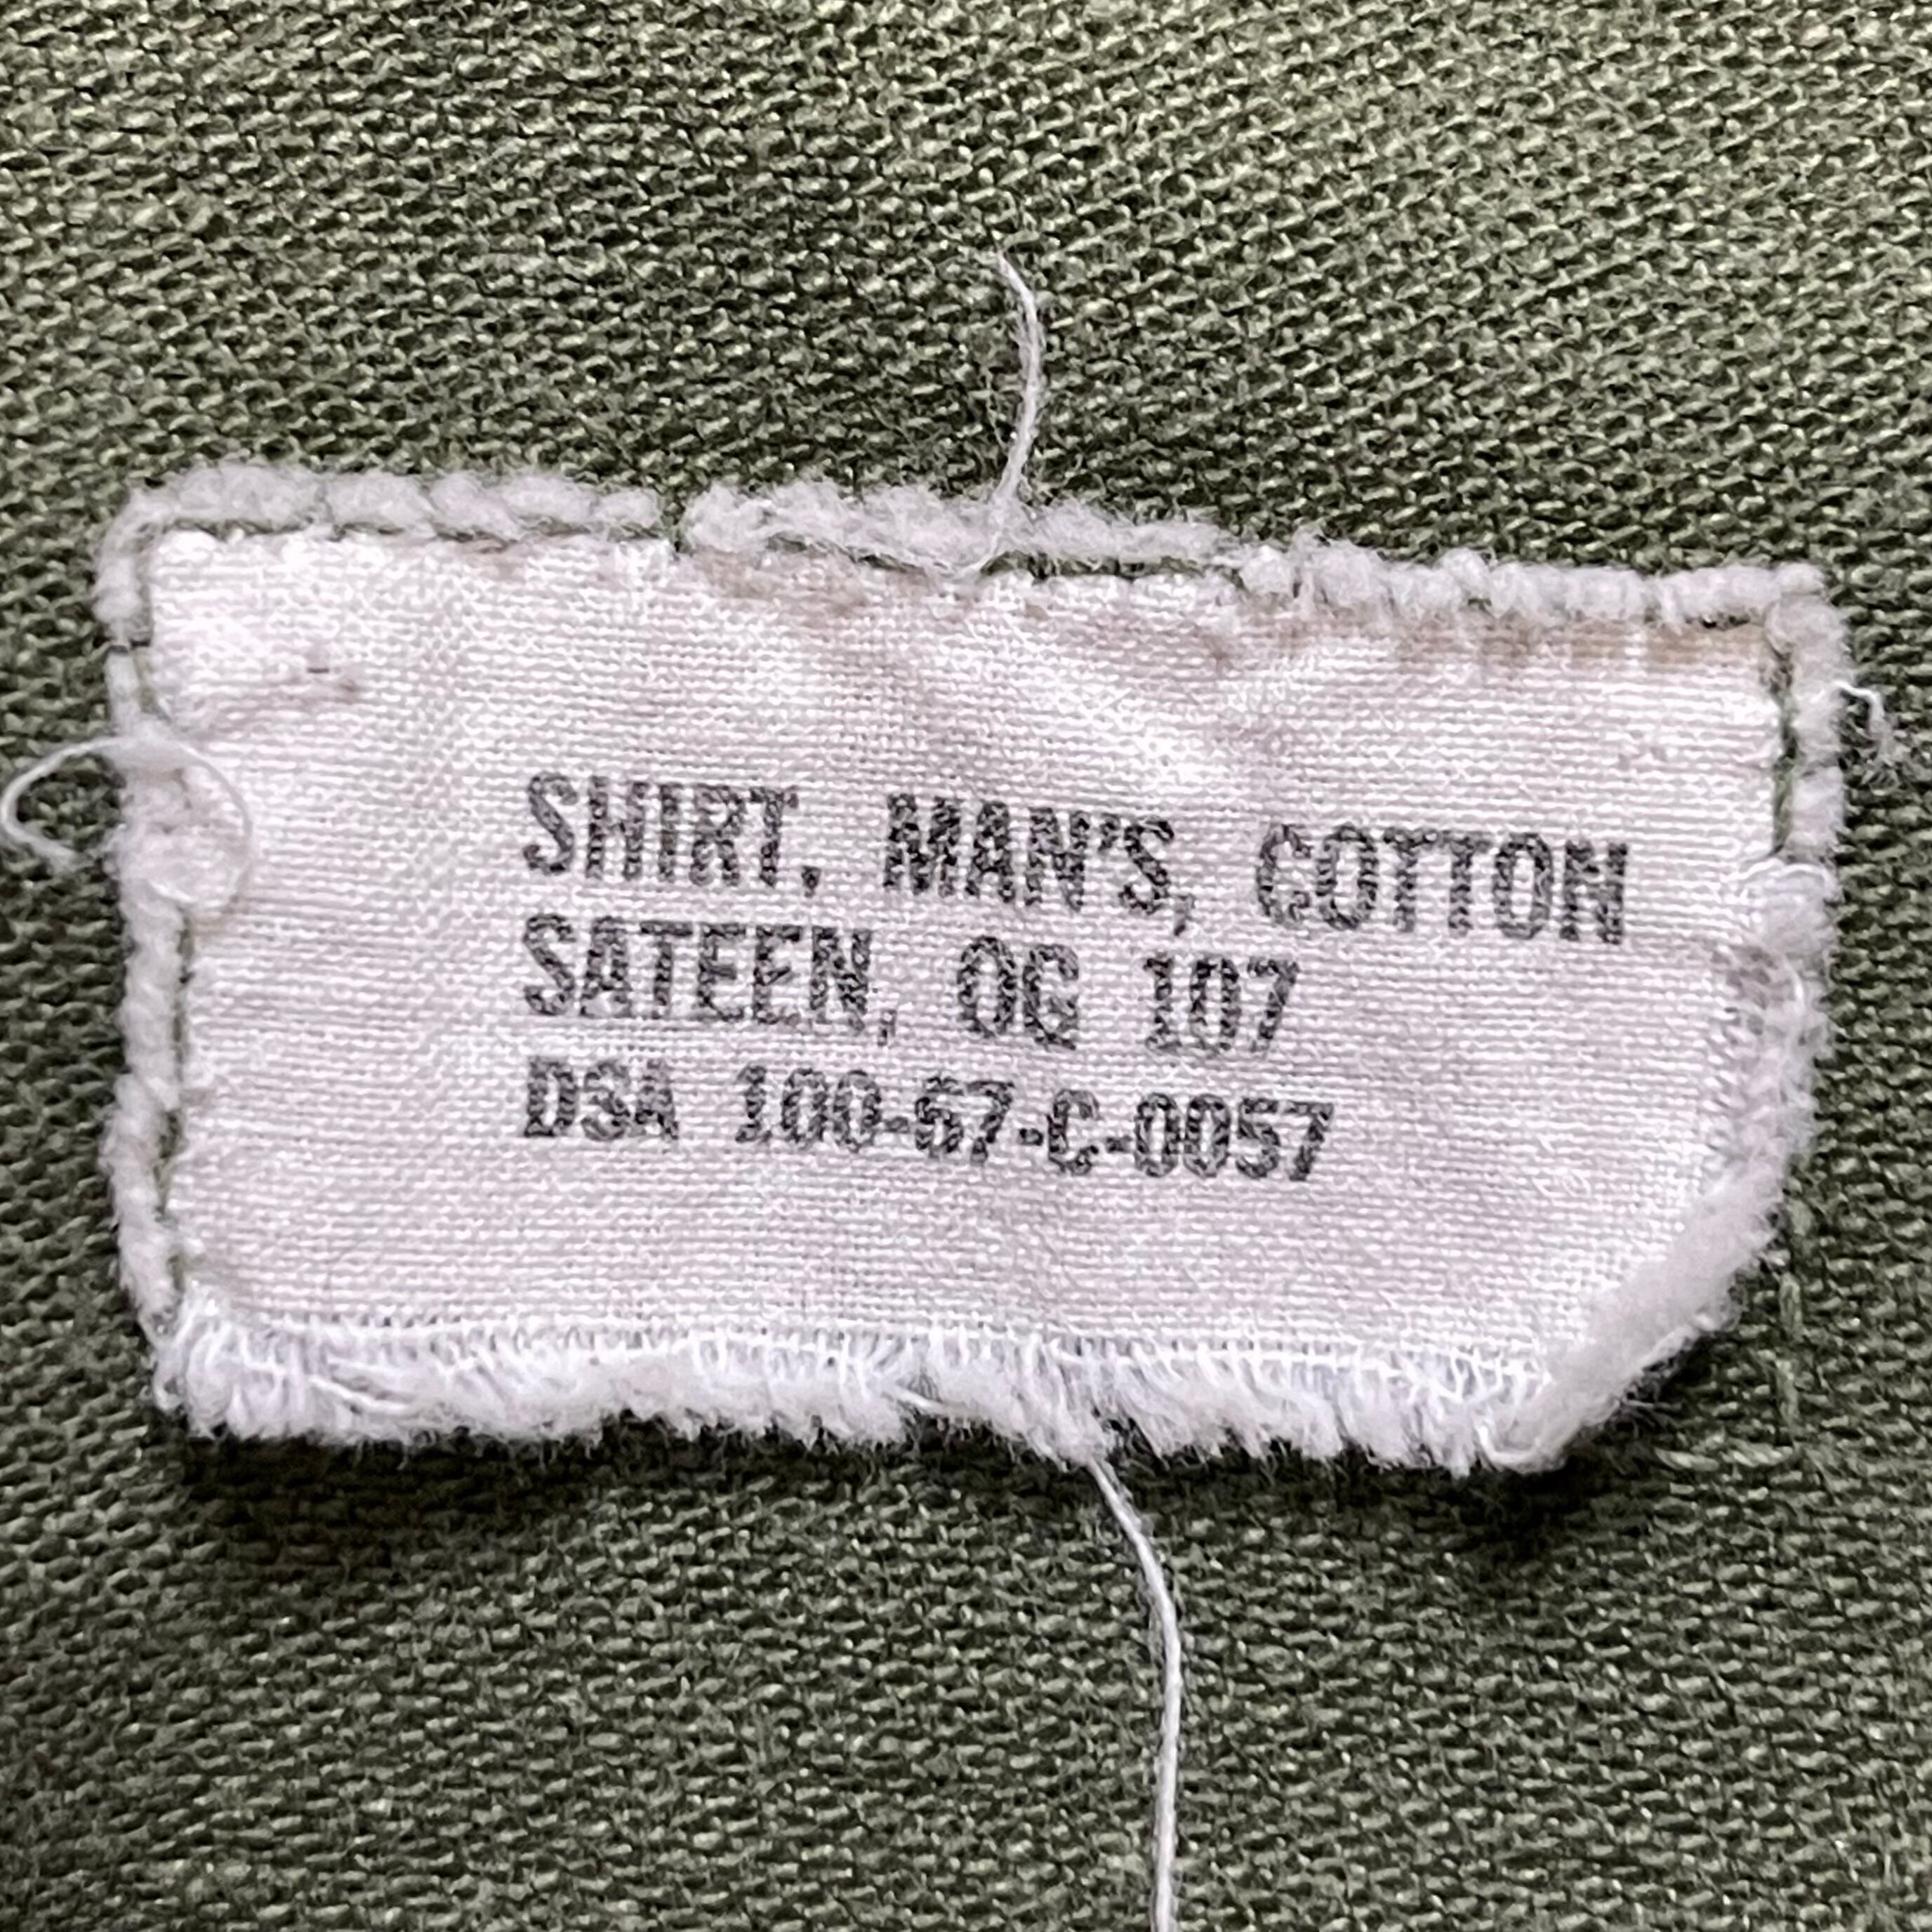 SHIRT, MAN'S, COTTON
SATEEN, OG 107
DSA 100-67-C-0057